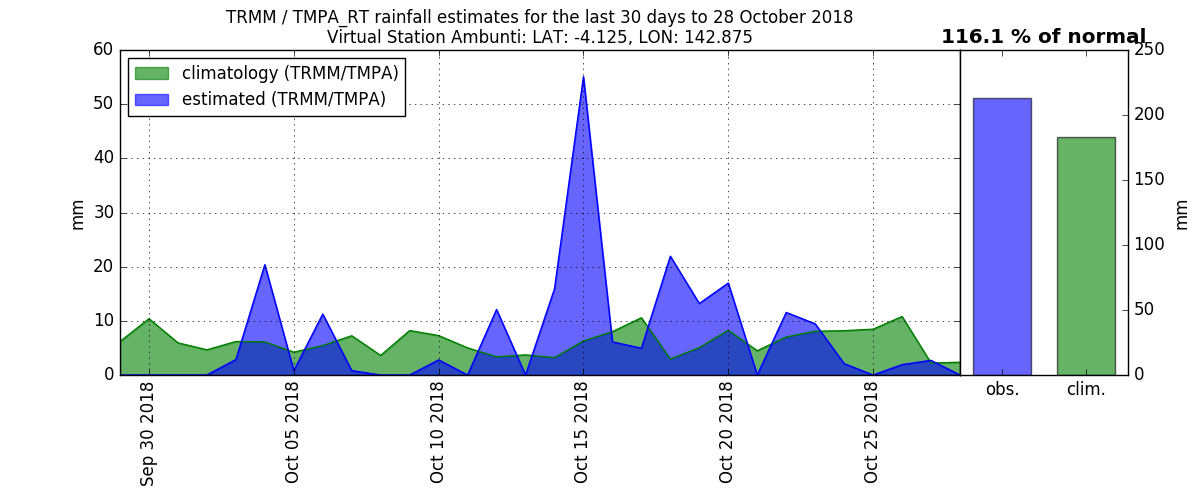 TRMM / TMPA_RT rainfall estimates for the last 30 days to 28 October 2018
Virtual Station Ambunti: LAT: -4.125, LON: 142.875
116.1 % of normal
climatology (TRMM/TMPA)
estimated (TRMM/TMPA)
mm
60
50
40
30
20
10
0
Sep 30 2018
Oct 05 2018
Oct 10 2018
Oct 15 2018
Oct 20 2018
Oct 25 2018
250
200
150
100
50
0
mm
obs.
clim.